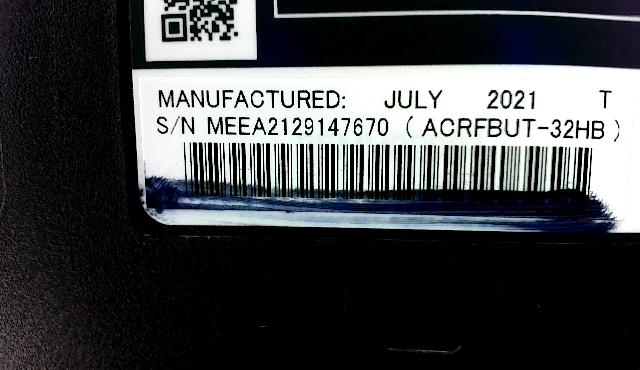 MANUFACTURED: JULY 2021 T
S/N MEEA2129147670 (ACRFBUT-32HB)